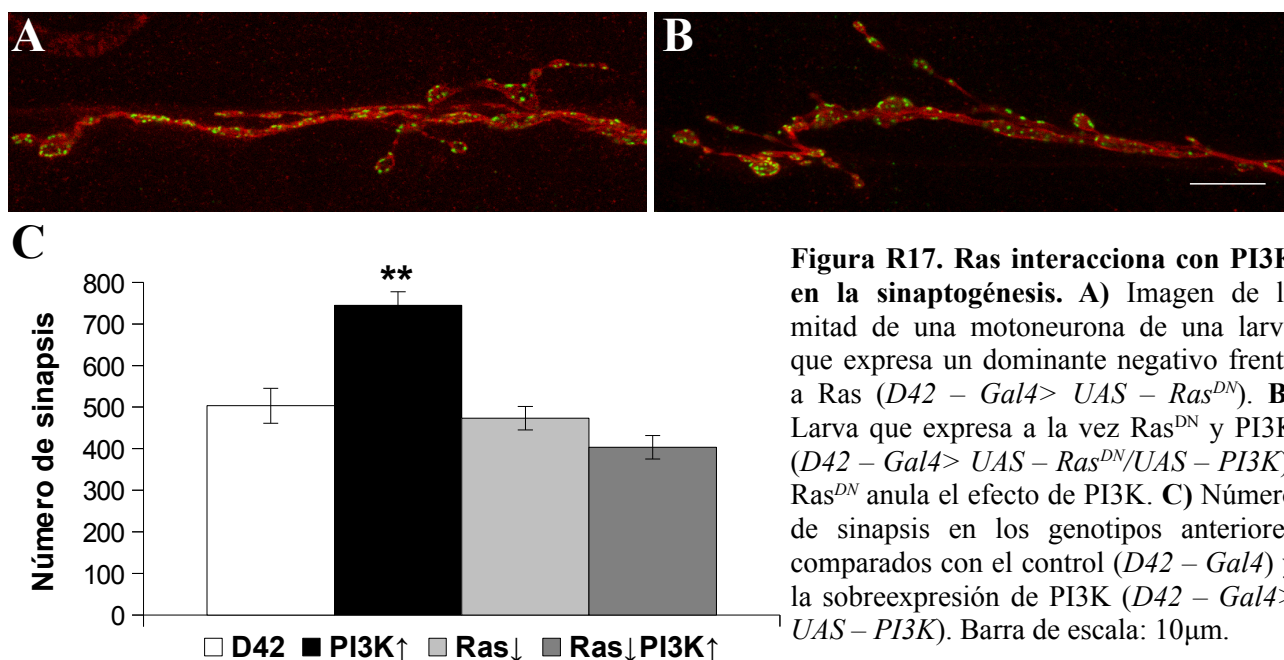 A
B
C
Número de sinapsis
800
700
600
500
400
300
200
100
0
**
D42 PI3K↑ Ras↓ Ras↓PI3K↑
Figura R17. Ras interacciona con PI3K
en la sinaptogénesis. A) Imagen de l
mitad de una motoneurona de una larv
que expresa un dominante negativo frent
a Ras (D42 – Gal4> UAS – Ras^DN). B
Larva que expresa a la vez Ras^DN y PI3K
(D42 – Gal4> UAS – Ras^DN/UAS – PI3K)
Ras^DN anula el efecto de PI3K. C) Número
de sinapsis en los genotipos anteriore
comparados con el control (D42 – Gal4) y
la sobreexpresión de PI3K (D42 – Gal4>
UAS – PI3K). Barra de escala: 10μm.